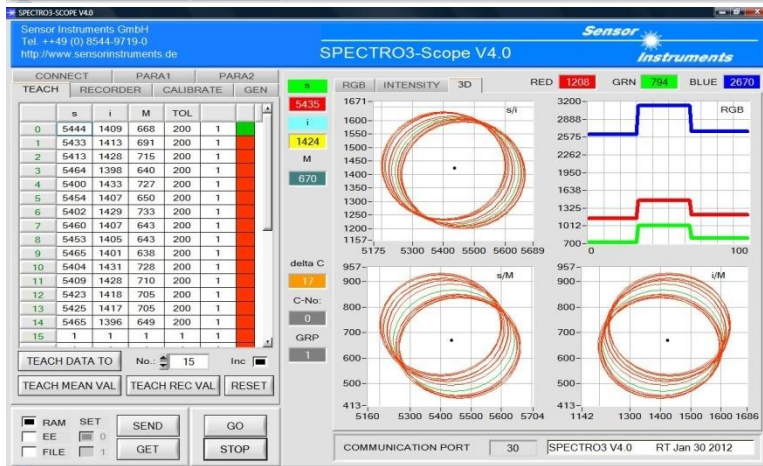 SPECTRO3-SCOPE V4.0
Sensor Instruments GmbH
Tel. ++49 (0) 8544-9719-0
http://www.sensorinstruments.de
SPECTRO3-Scope V4.0
Sensor
Instruments
CONNECT PARA1 PARA2
TEACH RECORDER CALIBRATE GEN
s i M TOL
0 5444 1409 668 200 1
1 5433 1413 691 200 1
2 5413 1428 715 200 1
3 5464 1398 640 200 1
4 5400 1433 727 200 1
5 5454 1407 650 200 1
6 5402 1429 733 200 1
7 5460 1407 643 200 1
8 5453 1405 643 200 1
9 5465 1401 638 200 1
10 5404 1431 728 200 1
11 5409 1428 710 200 1
12 5423 1418 705 200 1
13 5425 1417 705 200 1
14 5465 1396 649 200 1
15 1 1 1 1 1
TEACH DATA TO No.: 15 Inc
TEACH MEAN VAL TEACH REC VAL RESET
RAM SET
EE 0
FILE 1
SEND GO
GET STOP
s
5435
i
1424
M
670
delta C
17
C-No:
0
GRP
1
RGB INTENSITY 3D
RED 1208 GRN 794 BLUE 2670
s/i
1671
1600
1550
1500
1450
1400
1350
1300
1250
1200
1157
5175 5300 5400 5500 5600 5689
RGB
3200
2888
2575
2262
1950
1638
1325
1012
700
0 100
s/M
957
900
800
700
600
500
413
5160 5300 5400 5500 5600 5704
i/M
957
900
800
700
600
500
413
1142 1300 1400 1500 1600 1686
COMMUNICATION PORT 30 SPECTRO3 V4.0 RT Jan 30 2012